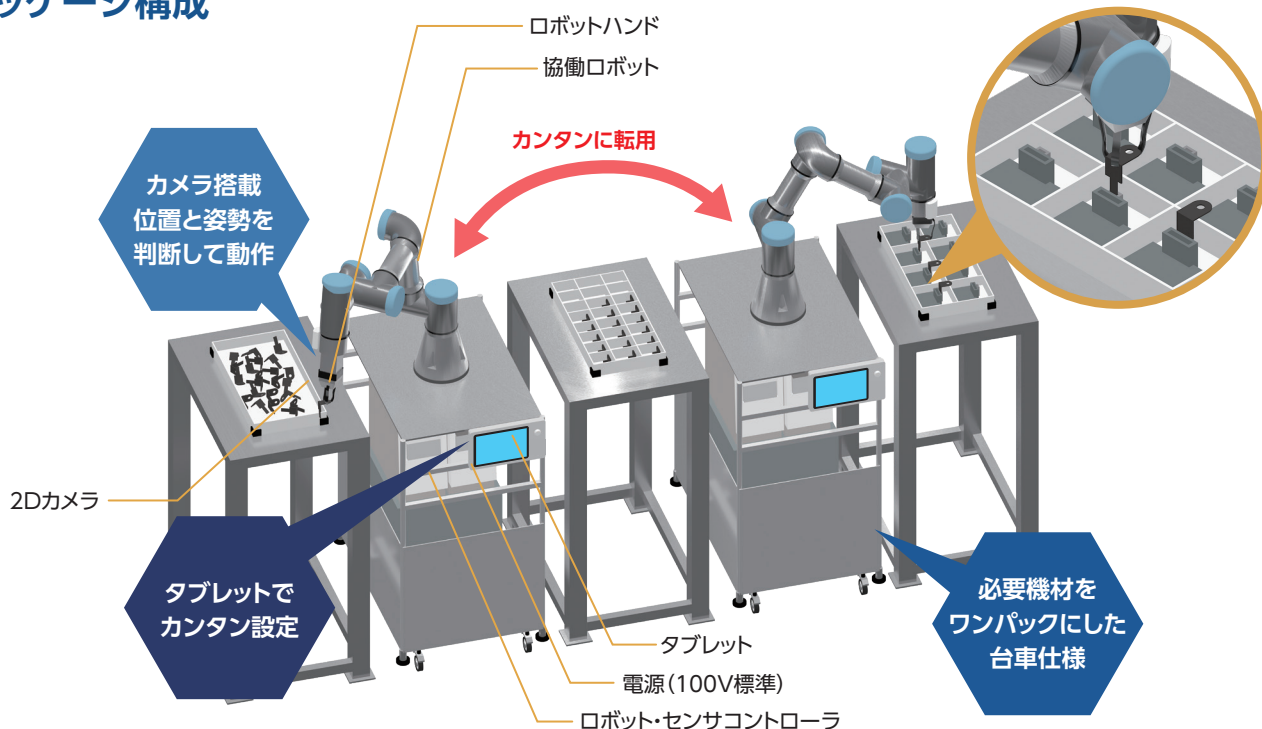 ッケージ構成
ロボットハンド
協働ロボット
カンタンに転用
カメラ搭載
位置と姿勢を
判断して動作
2Dカメラ
タブレットで
カンタン設定
必要機材を
ワンパックにした
台車仕様
タブレット
電源(100V標準)
ロボット・センサコントローラ